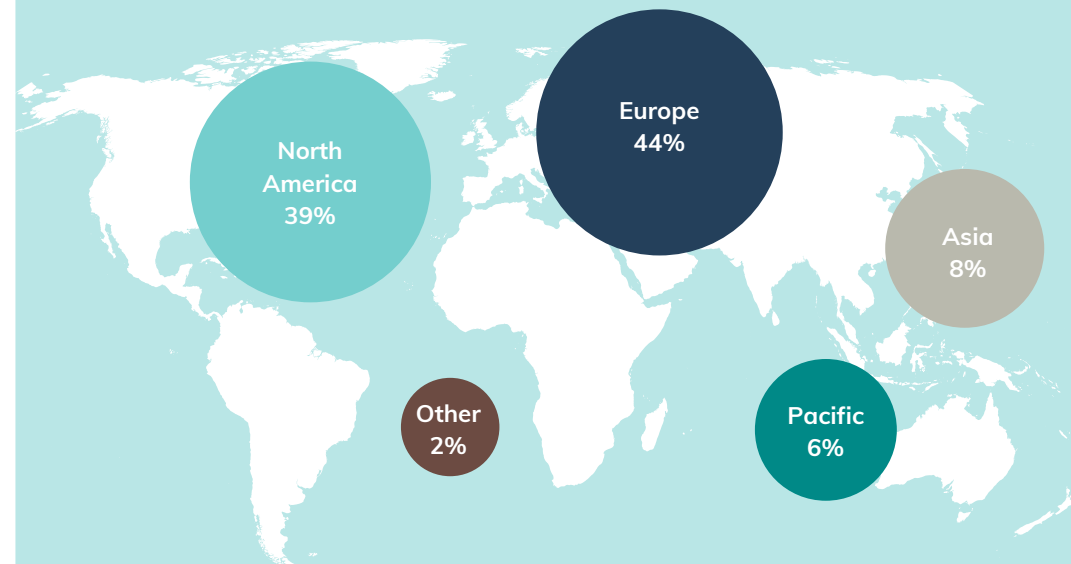 Europe
44%
North
America
39%
Asia
8%
Other
2%
Pacific
6%